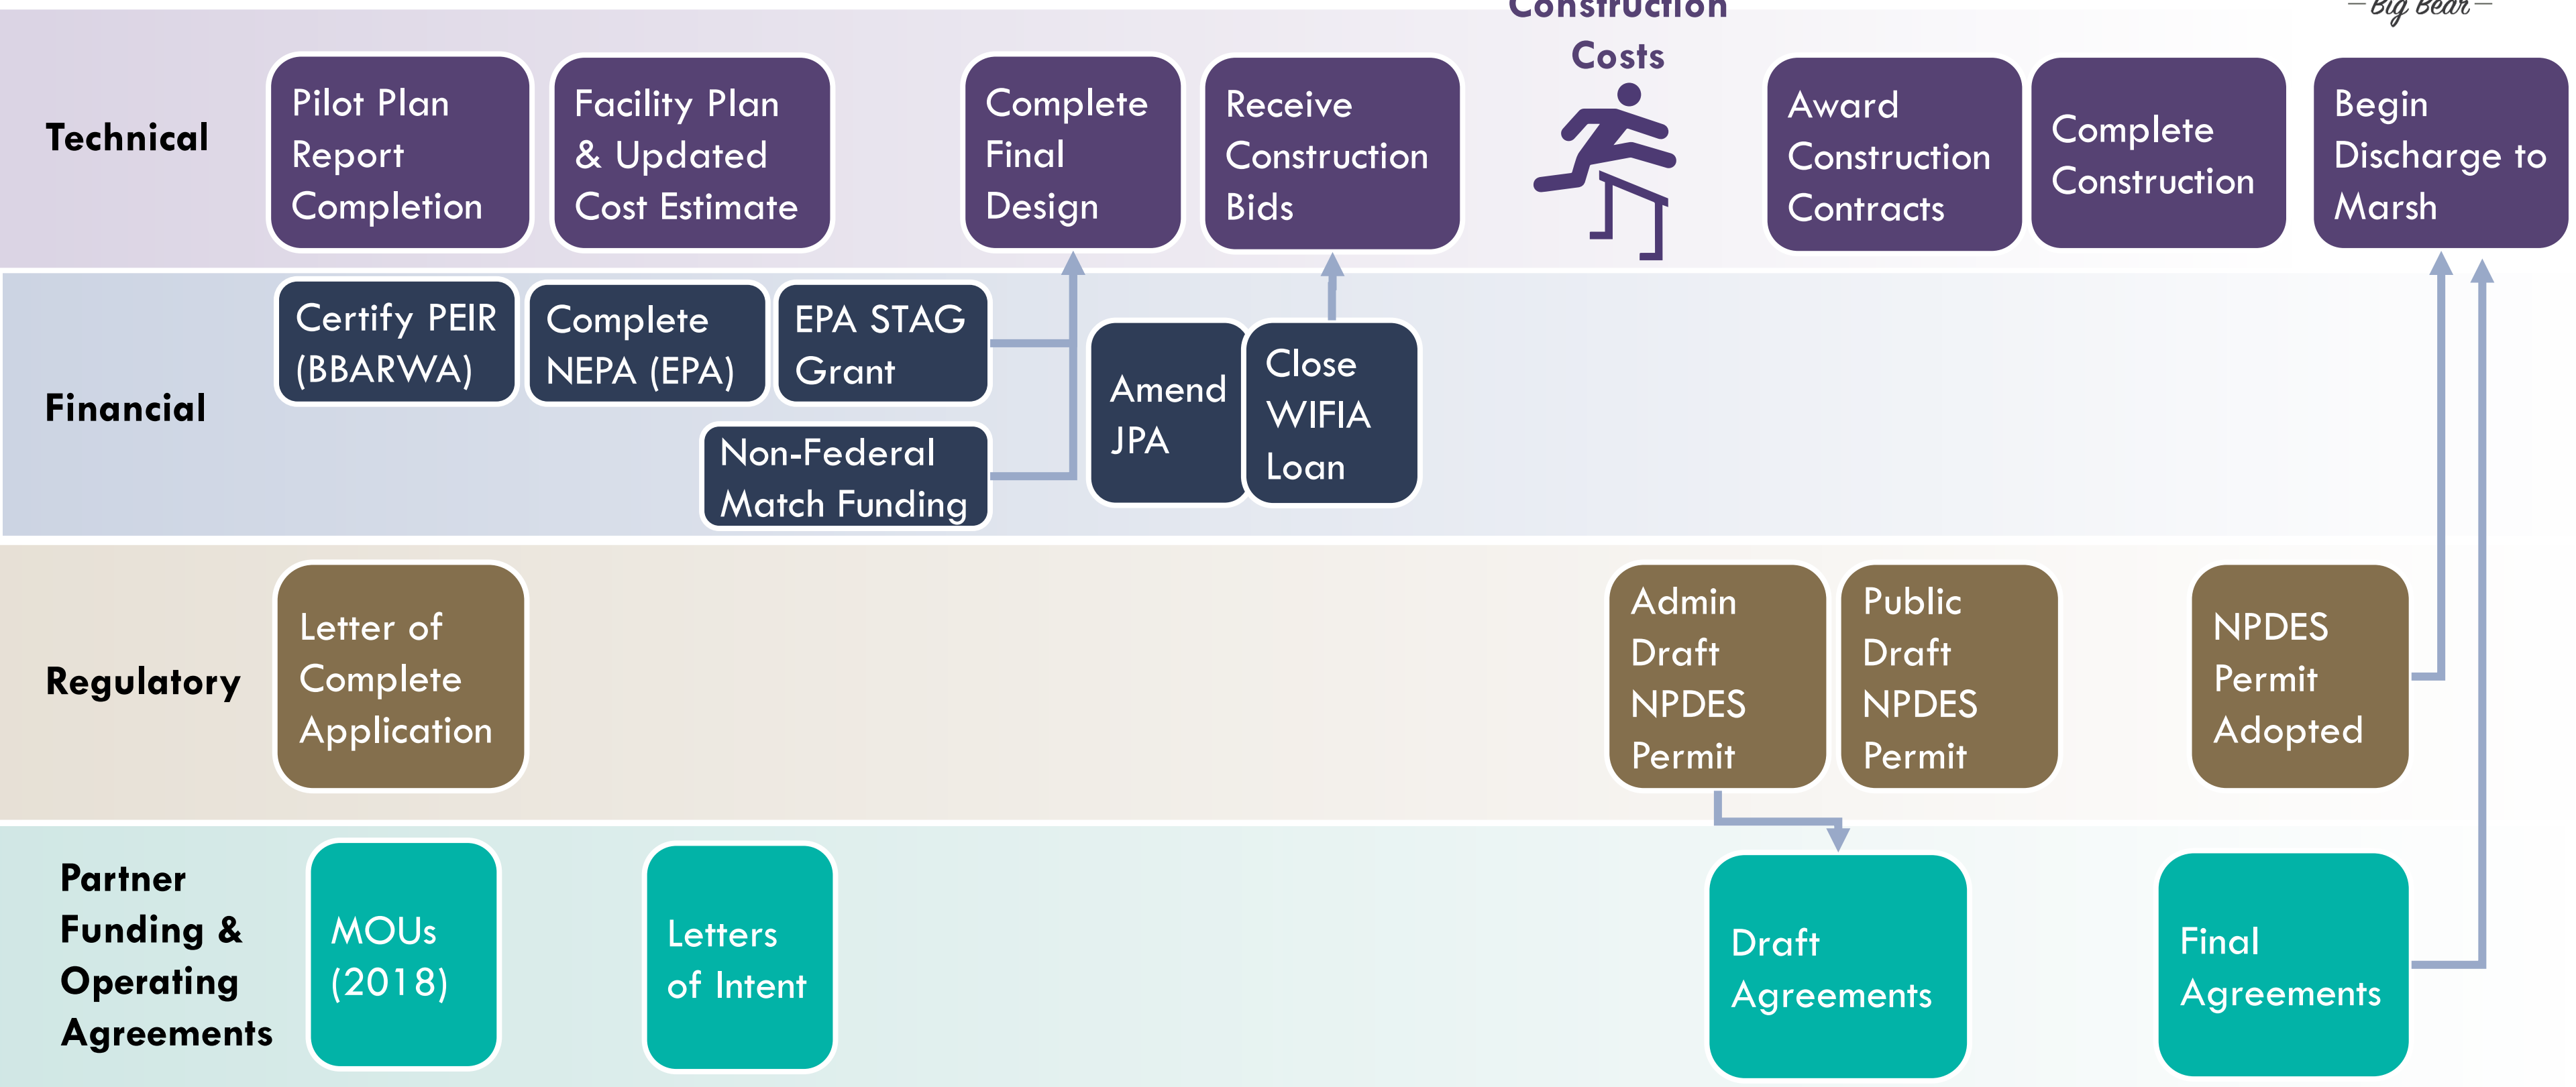 Construction
Costs
Big Bear
Technical
Pilot Plan
Report
Completion
Facility Plan
& Updated
Cost Estimate
Complete
Final
Design
Receive
Construction
Bids
Award
Construction
Contracts
Complete
Construction
Begin
Discharge to
Marsh
Financial
Certify PEIR
(BBARWA)
Complete
NEPA (EPA)
EPA STAG
Grant
Non-Federal
Match Funding
Amend
JPA
Close
WIFIA
Loan
Regulatory
Letter of
Complete
Application
Admin
Draft
NPDES
Permit
Public
Draft
NPDES
Permit
NPDES
Permit
Adopted
Partner
Funding &
Operating
Agreements
MOUs
(2018)
Letters
of Intent
Draft
Agreements
Final
Agreements